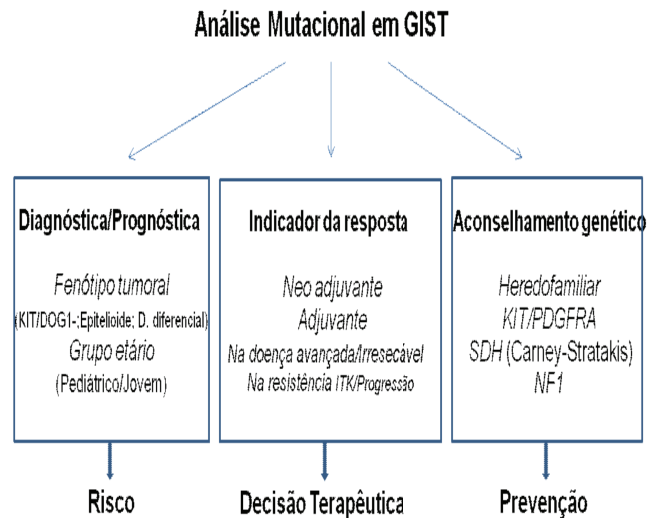 Análise Mutacional em GIST
Diagnóstica/Prognóstica
Fenótipo tumoral
(KIT/DOG1-;Epitelioide; D. diferencial)
Grupo etário
(Pediátrico/Jovem)
Risco
Indicador da resposta
Neo adjuvante
Adjuvante
Na doença avançada/Irresecável
Na resistência ITK/Progressão
Decisão Terapêutica
Aconselhamento genético
Heredofamiliar
KIT/PDGFRA
SDH (Carney-Stratakis)
NF1
Prevenção